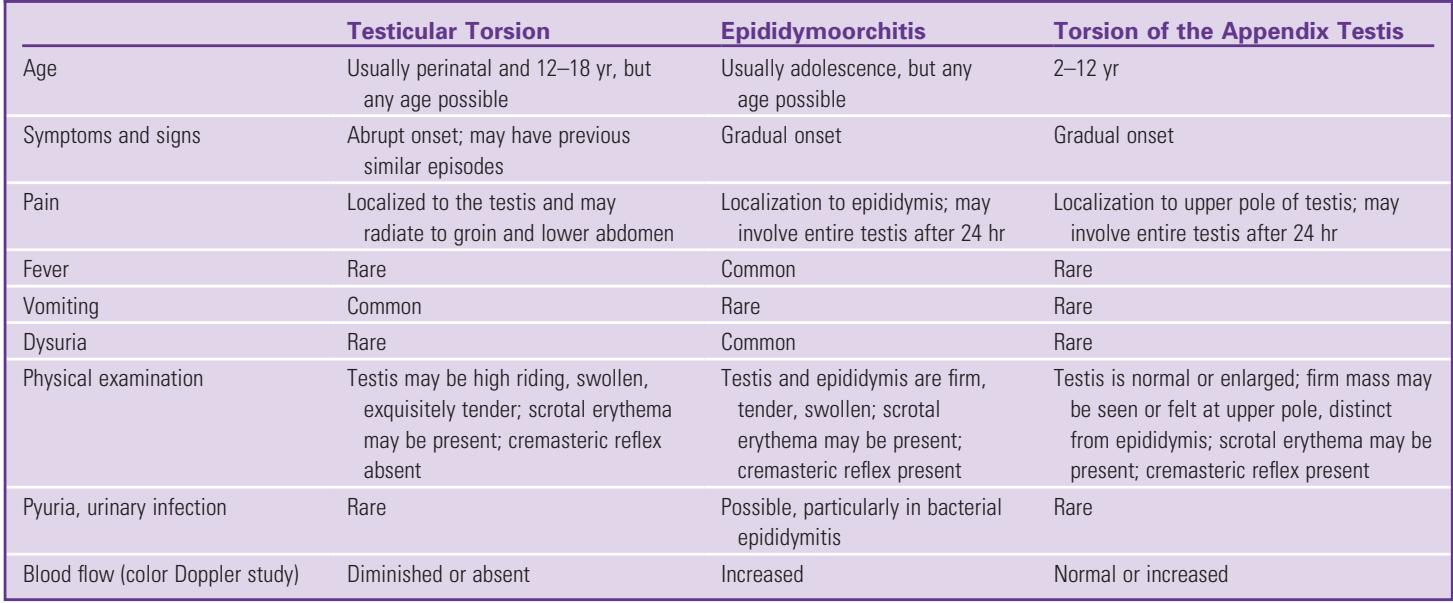 Testicular Torsion Epididymoorchitis Torsion of the Appendix Testis
Age Usually perinatal and 12–18 yr, but Usually adolescence, but any 2–12 yr
any age possible age possible
Symptoms and signs Abrupt onset; may have previous Gradual onset Gradual onset
similar episodes
Pain Localized to the testis and may Localization to epididymis; may Localization to upper pole of testis; may
radiate to groin and lower abdomen involve entire testis after 24 hr involve entire testis after 24 hr
Fever Rare Common Rare
Vomiting Common Rare Rare
Dysuria Rare Common Rare
Physical examination Testis may be high riding, swollen, Testis and epididymis are firm, Testis is normal or enlarged; firm mass may
exquisitely tender; scrotal erythema tender, swollen; scrotal be seen or felt at upper pole, distinct
may be present; cremasteric reflex erythema may be present; from epididymis; scrotal erythema may be
absent cremasteric reflex present present; cremasteric reflex present
Pyuria, urinary infection Rare Possible, particularly in bacterial Rare
epididymitis
Blood flow (color Doppler study) Diminished or absent Increased Normal or increased